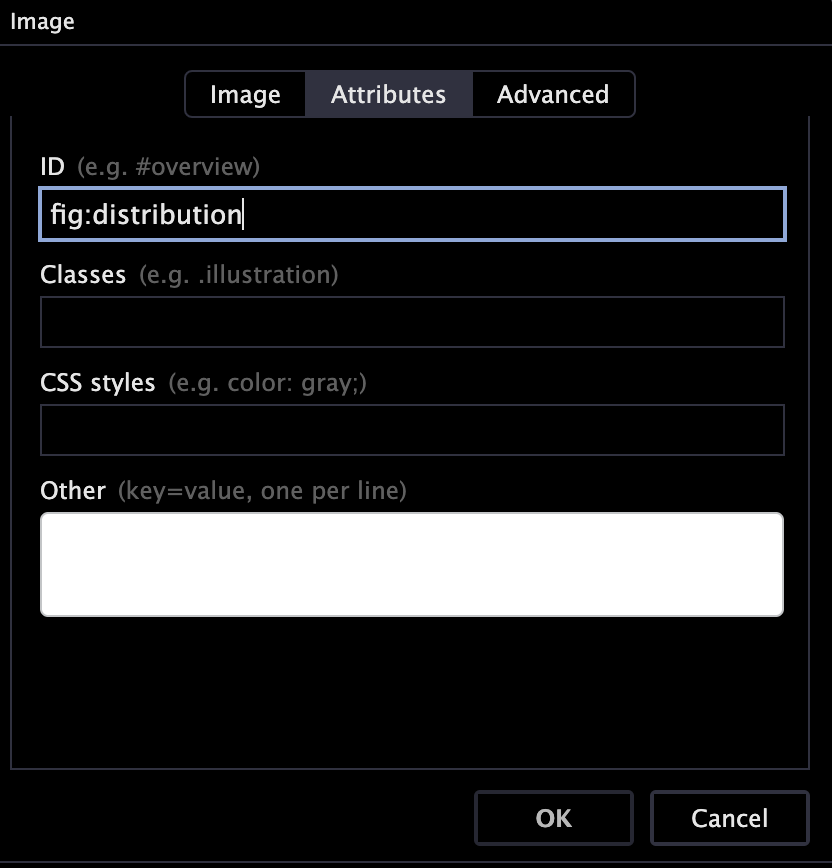 Image
Image Attributes Advanced
ID (e.g. #overview)
fig:distribution
Classes (e.g. .illustration)
CSS styles (e.g. color: gray;)
Other (key=value, one per line)
OK Cancel